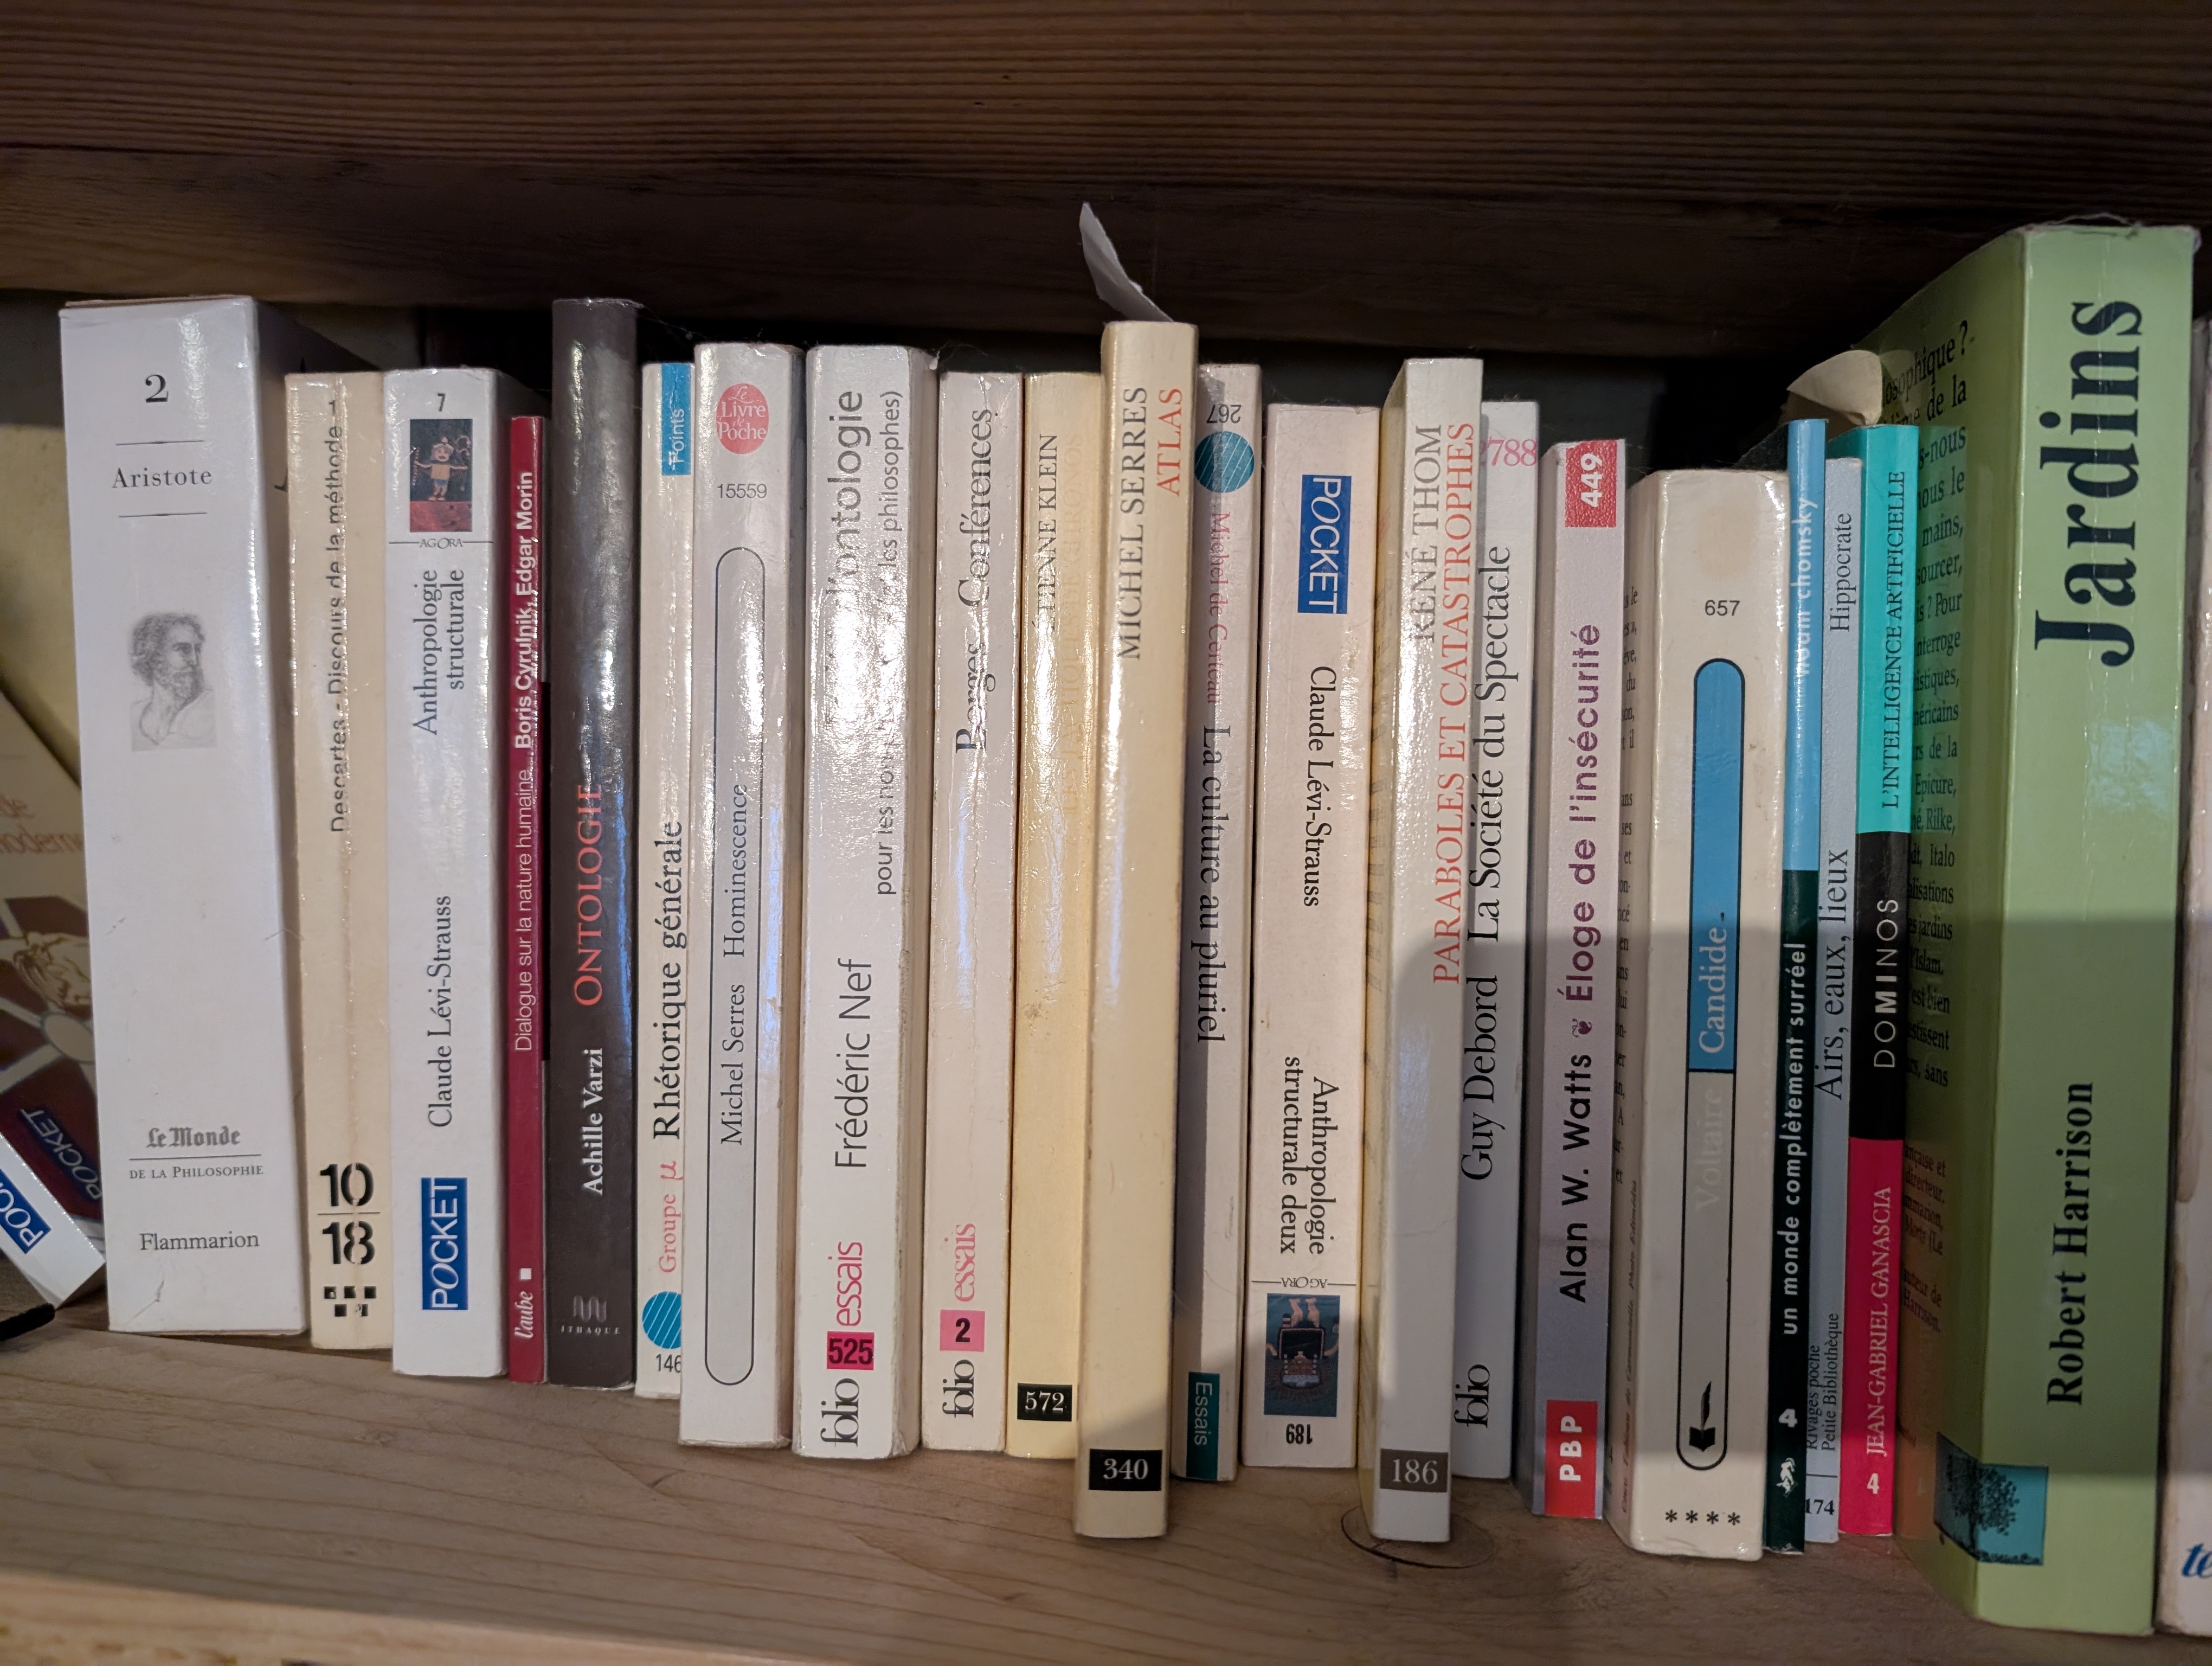 2
Aristote
Le Monde
DE LA PHILOSOPHIE
Flammarion
Descartes - Discours de la méthode
10
18
7
AGORA
Anthropologie
structurale
Claude Lévi-Strauss
POCKET
Dialogue sur la nature humaine Boris Cyrulnik, Edgar Morin
l'aube
Achille Varzi ONTOLOGIE
ITHAQUE
Points
Groupe μ Rhétorique générale
146
Le
Livre
de
Poche
15559
Michel Serres Hominescence
l'ontologie
pour les non philosophes)
Frédéric Nef
folio essais
525
Borges Conférences
folio essais
2
ÉTIENNE KLEIN
572
MICHEL SERRES
ATLAS
340
267
Michel de Certeau La culture au pluriel
Essais
POCKET
Claude Lévi-Strauss
Anthropologie
structurale deux
AGORA
189
RENÉ THOM
PARABOLES ET CATASTROPHES
186
788
Guy Debord La Société du Spectacle
folio
449
Alan W. Watts Éloge de l'insécurité
PBP
657
Voltaire Candide
****
noam chomsky
un monde complètement surréel
4
Hippocrate
Airs, eaux, lieux
Rivages poche
Petite Bibliothèque
174
L'INTELLIGENCE ARTIFICIELLE
DOMINOS
JEAN-GABRIEL GANASCIA
4
Jardins
Robert Harrison
POCKET